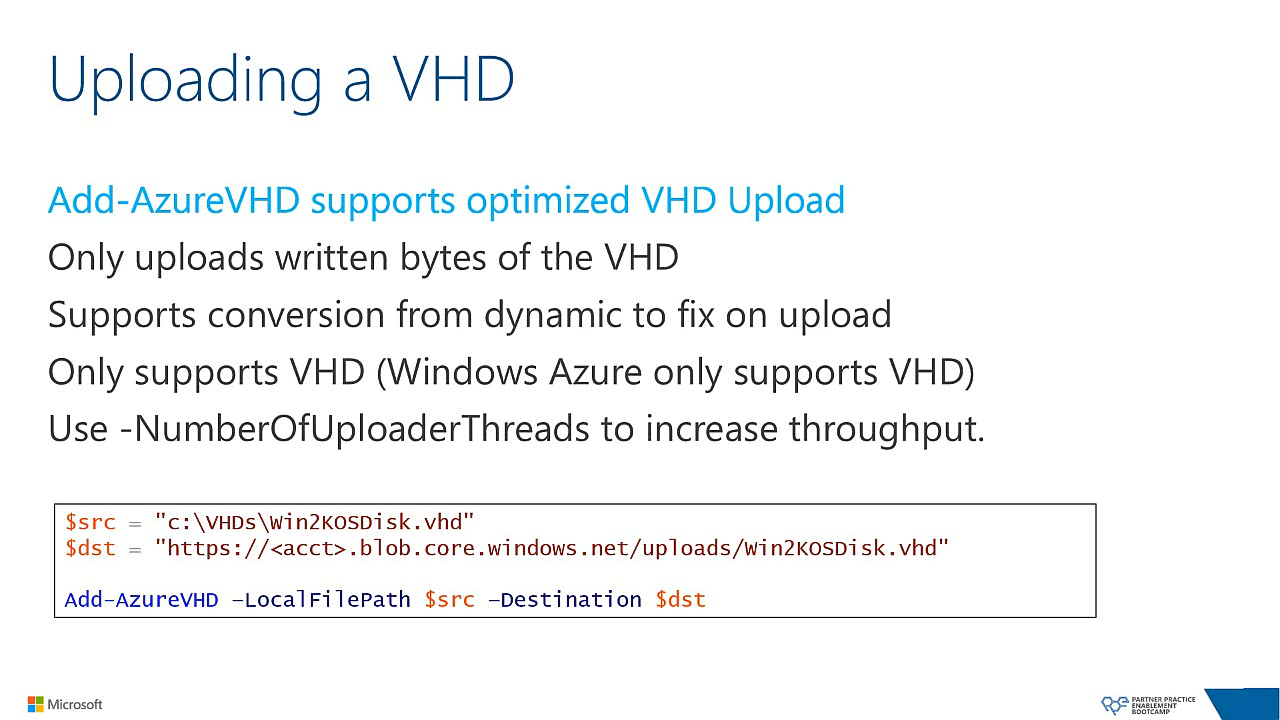 Uploading a VHD
Add-AzureVHD supports optimized VHD Upload
Only uploads written bytes of the VHD
Supports conversion from dynamic to fix on upload
Only supports VHD (Windows Azure only supports VHD)
Use -NumberOfUploaderThreads to increase throughput.
$src = "c:\VHDs\Win2KOSDisk.vhd"
$dst = "https://<acct>.blob.core.windows.net/uploads/Win2KOSDisk.vhd"
Add-AzureVHD –LocalFilePath $src –Destination $dst
Microsoft
PARTNER PRACTICE
ENABLEMENT
BOOTCAMP